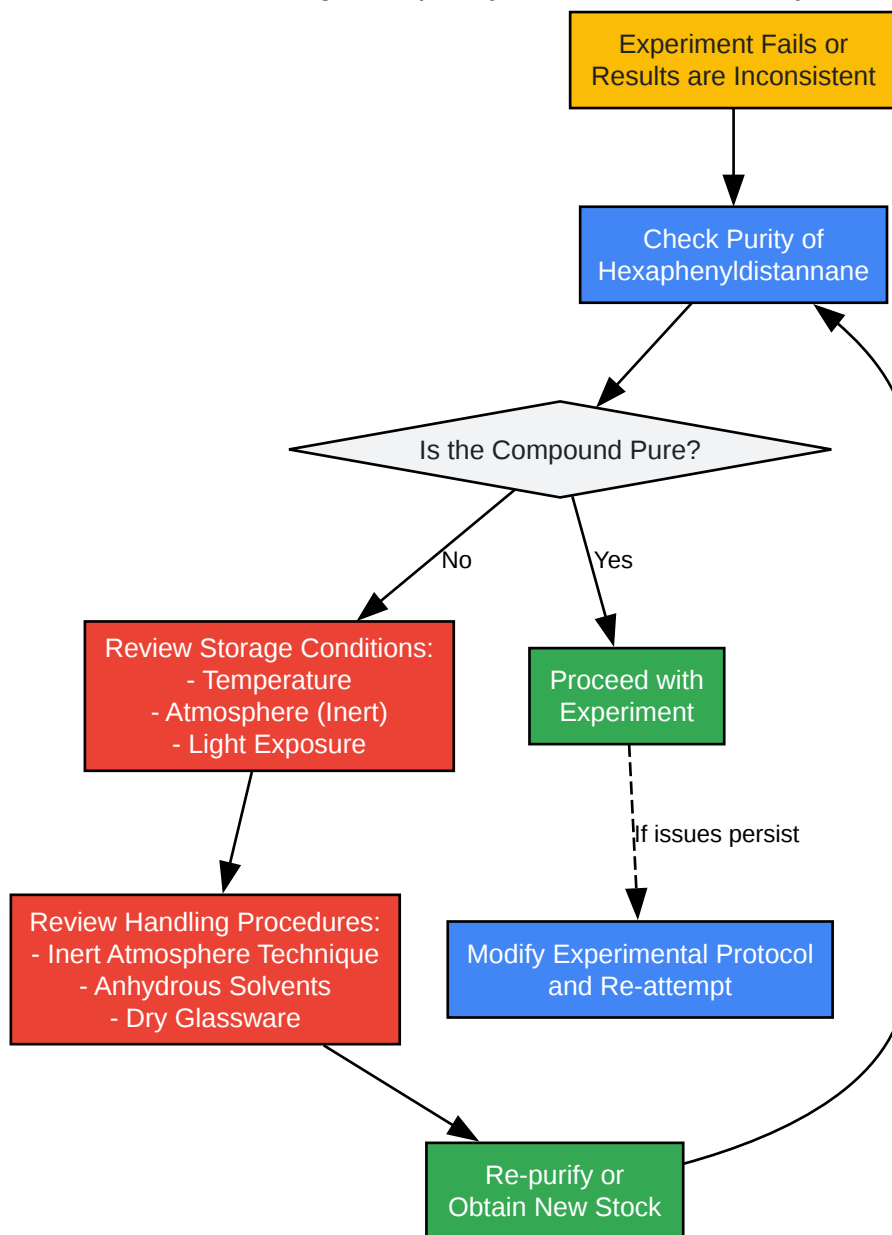 Experiment Fails or
Results are Inconsistent
Check Purity of
Hexaphenyldistannane
Is the Compound Pure?
No
Yes
Review Storage Conditions:
- Temperature
- Atmosphere (Inert)
- Light Exposure
Proceed with
Experiment
If issues persist
Review Handling Procedures:
- Inert Atmosphere Technique
- Anhydrous Solvents
- Dry Glassware
Modify Experimental Protocol
and Re-attempt
Re-purify or
Obtain New Stock